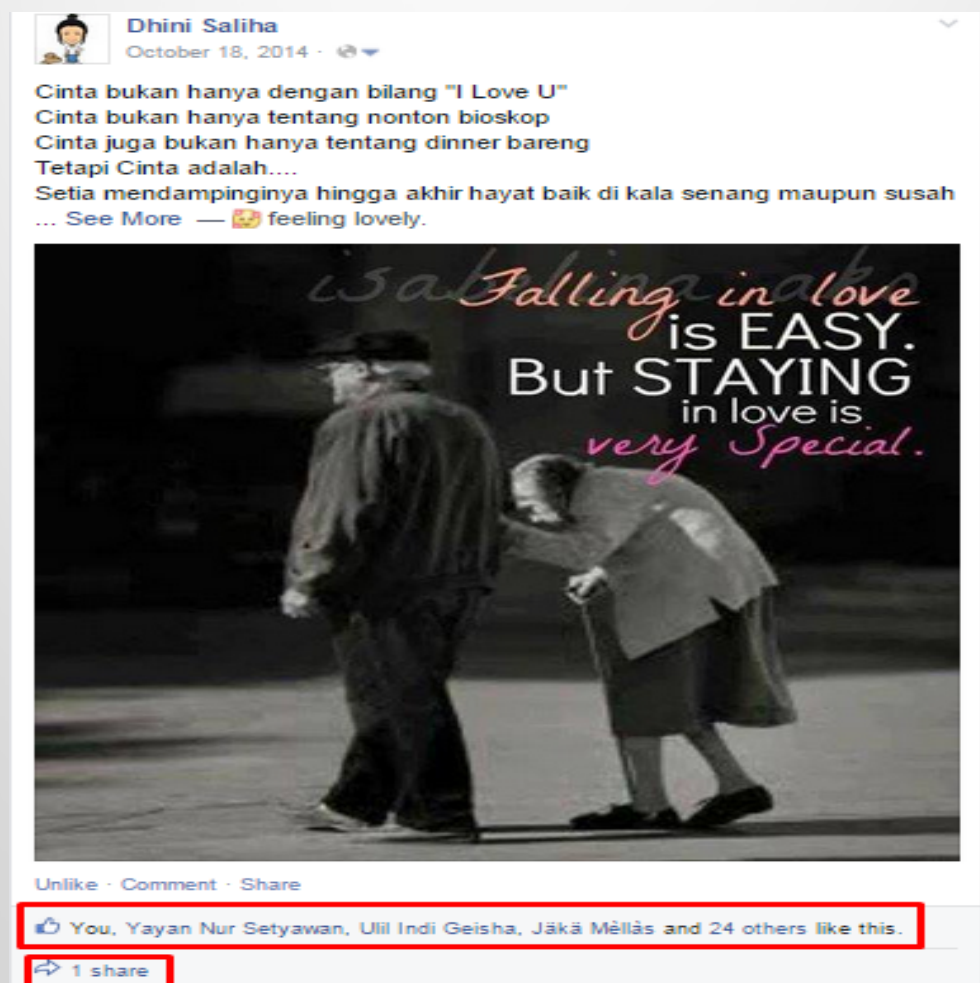 Dhini Saliha
October 18, 2014 ·
Cinta bukan hanya dengan bilang "I Love U"
Cinta bukan hanya tentang nonton bioskop
Cinta juga bukan hanya tentang dinner bareng
Tetapi Cinta adalah....
Setia mendampinginya hingga akhir hayat baik di kala senang maupun susah
... See More — feeling lovely.
Falling in love
is EASY.
But STAYING
in love is
very Special.
Unlike · Comment · Share
You, Yayan Nur Setyawan, Ulil Indi Geisha, Jäkä Mèllàs and 24 others like this.
1 share